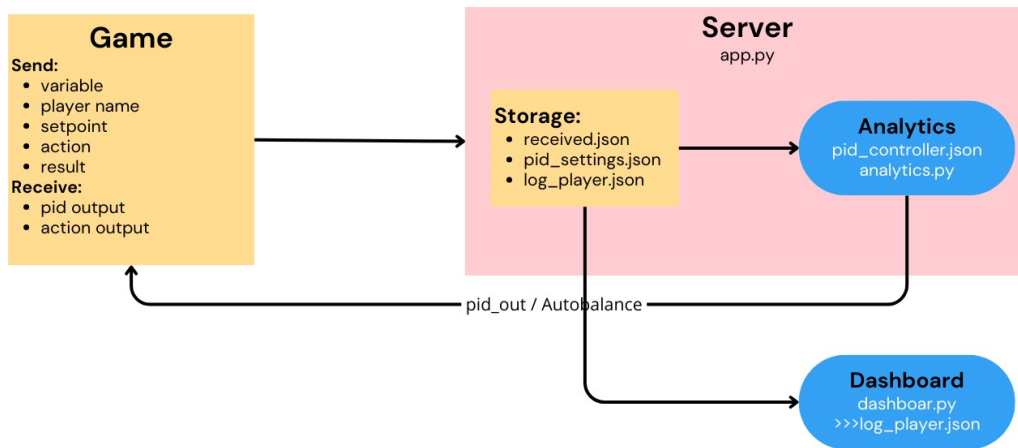 Game
Send:
• variable
• player name
• setpoint
• action
• result
Receive:
• pid output
• action output
Server
app.py
Storage:
• received.json
• pid_settings.json
• log_player.json
Analytics
pid_controller.json
analytics.py
pid_out / Autobalance
Dashboard
dashboar.py
>>>log_player.json